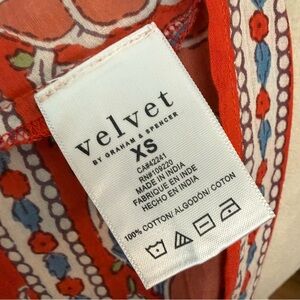 velvet
BY GRAHAM & SPENCER
XS
CA#42241
RN#109220
MADE IN INDIA
FABRIQUE EN INDE
HECHO EN INDIA
100% COTTON/ ALGODÓN/ COTON